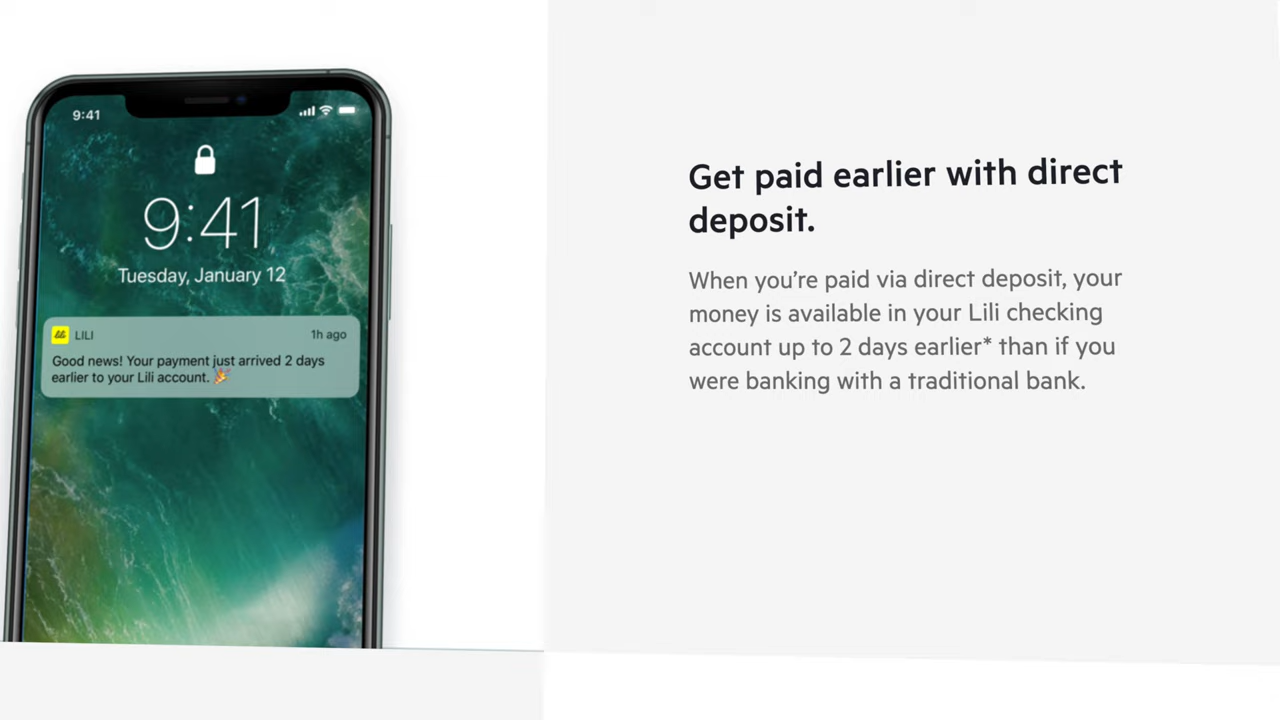 9:41
9:41
Tuesday, January 12
LILI
1h ago
Good news! Your payment just arrived 2 days
earlier to your Lili account. 🎉
Get paid earlier with direct
deposit.
When you’re paid via direct deposit, your
money is available in your Lili checking
account up to 2 days earlier* than if you
were banking with a traditional bank.